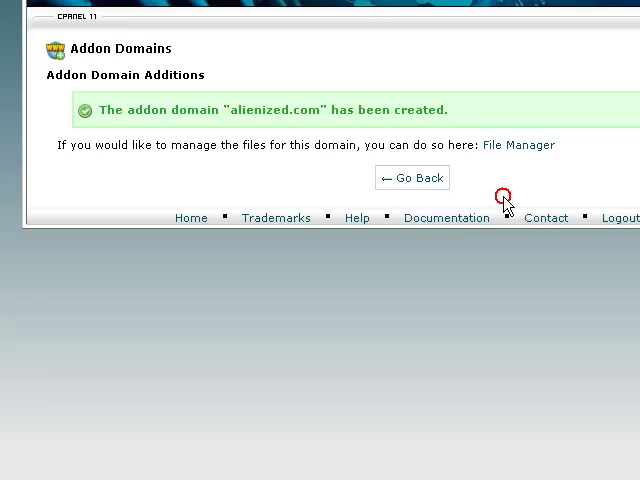 CPANEL 11
Addon Domains
Addon Domain Additions
The addon domain "alienized.com" has been created.
If you would like to manage the files for this domain, you can do so here: File Manager
← Go Back
Home ▪ Trademarks ▪ Help ▪ Documentation ▪ Contact ▪ Logout